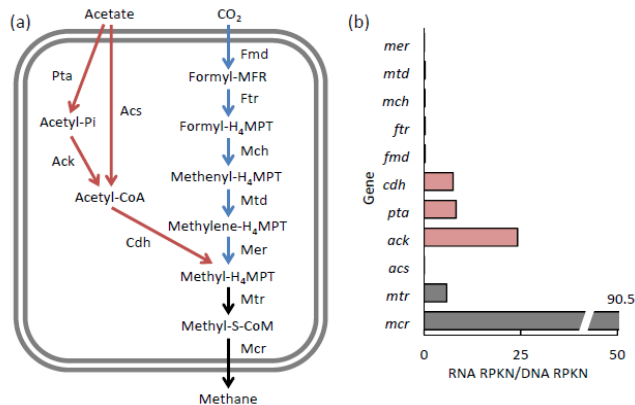 (a)
Acetate
CO₂
Pta
Acs
Fmd
Formyl-MFR
Ftr
Acetyl-Pi
Formyl-H₄MPT
Ack
Mch
Methenyl-H₄MPT
Acetyl-CoA
Mtd
Methylene-H₄MPT
Cdh
Mer
Methyl-H₄MPT
Mtr
Methyl-S-CoM
Mcr
Methane
(b)
Gene
mer
mtd
mch
ftr
fmd
cdh
pta
ack
acs
mtr
90.5
mcr
0 25 50
RNA RPKN/DNA RPKN